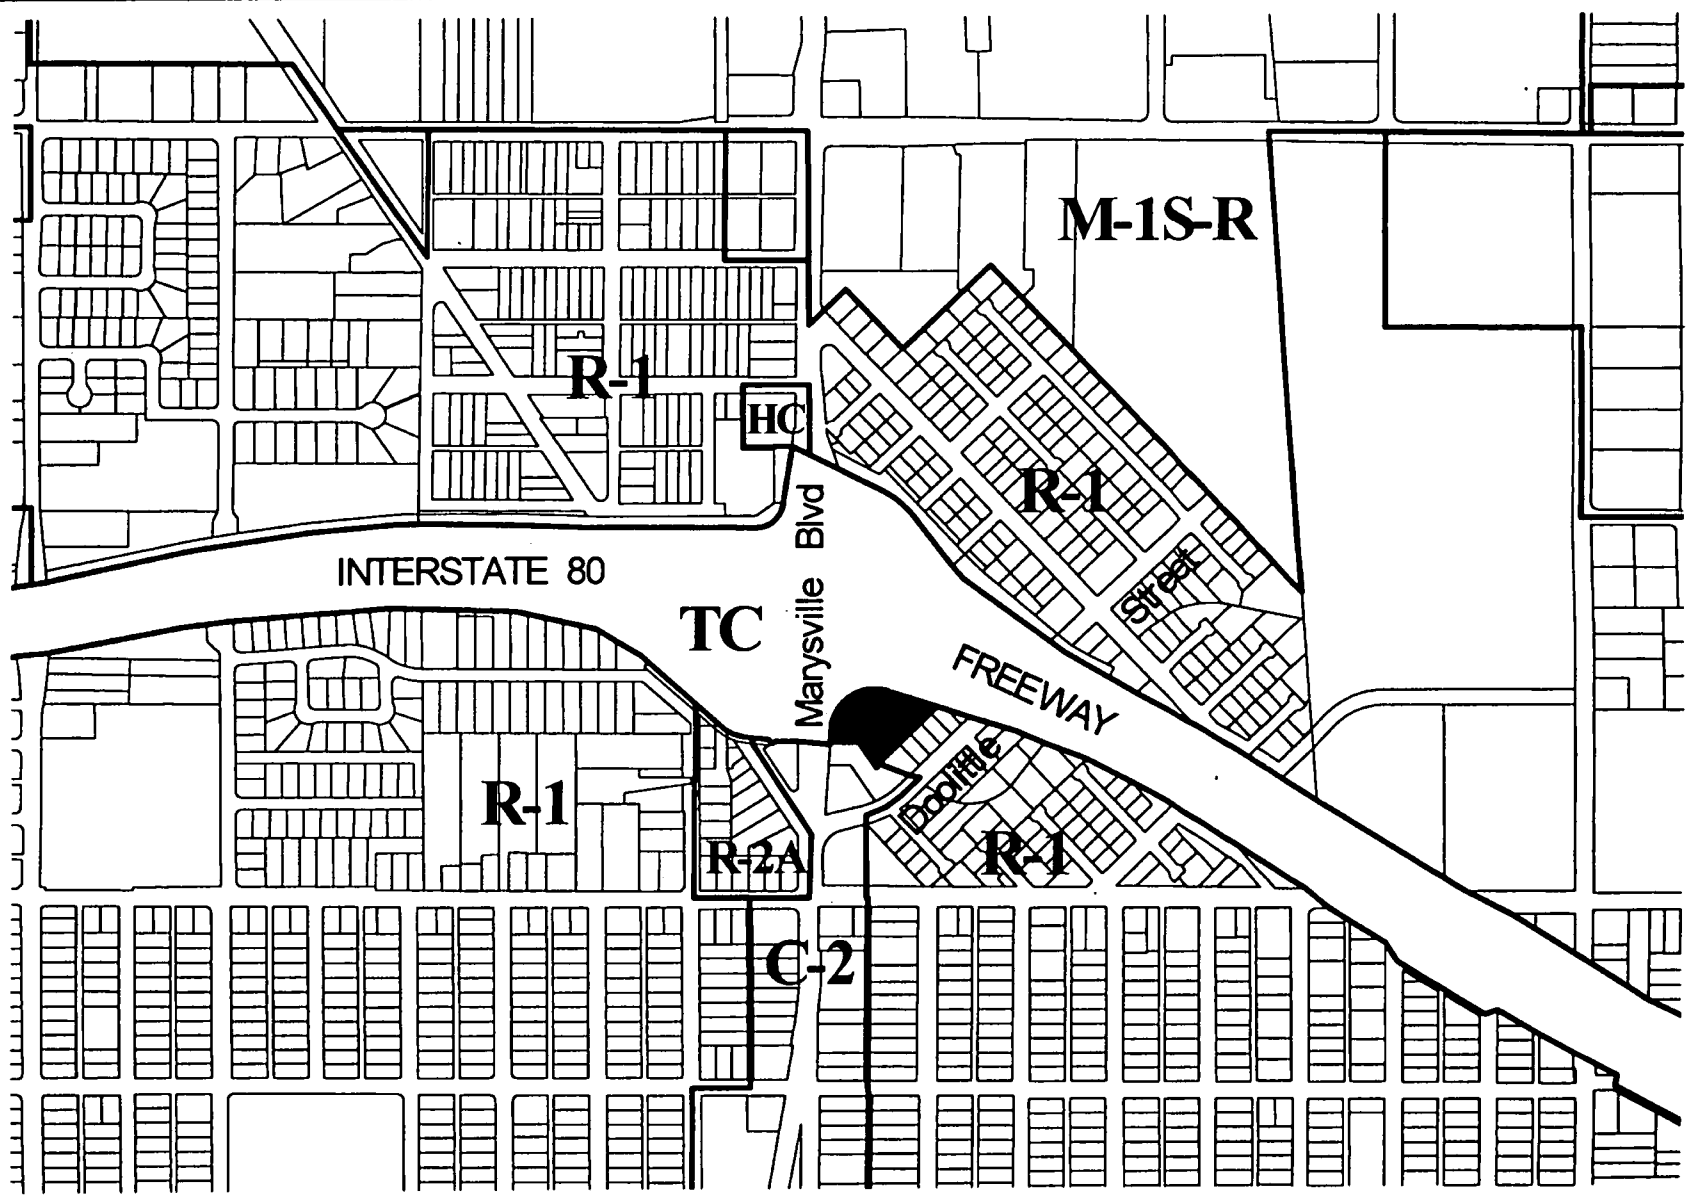 M-1S-R
R-1
HC
R-1
Marysville Blvd
INTERSTATE 80
Street
TC
FREEWAY
Doolittle
R-1
R-1
R-2A
C-2